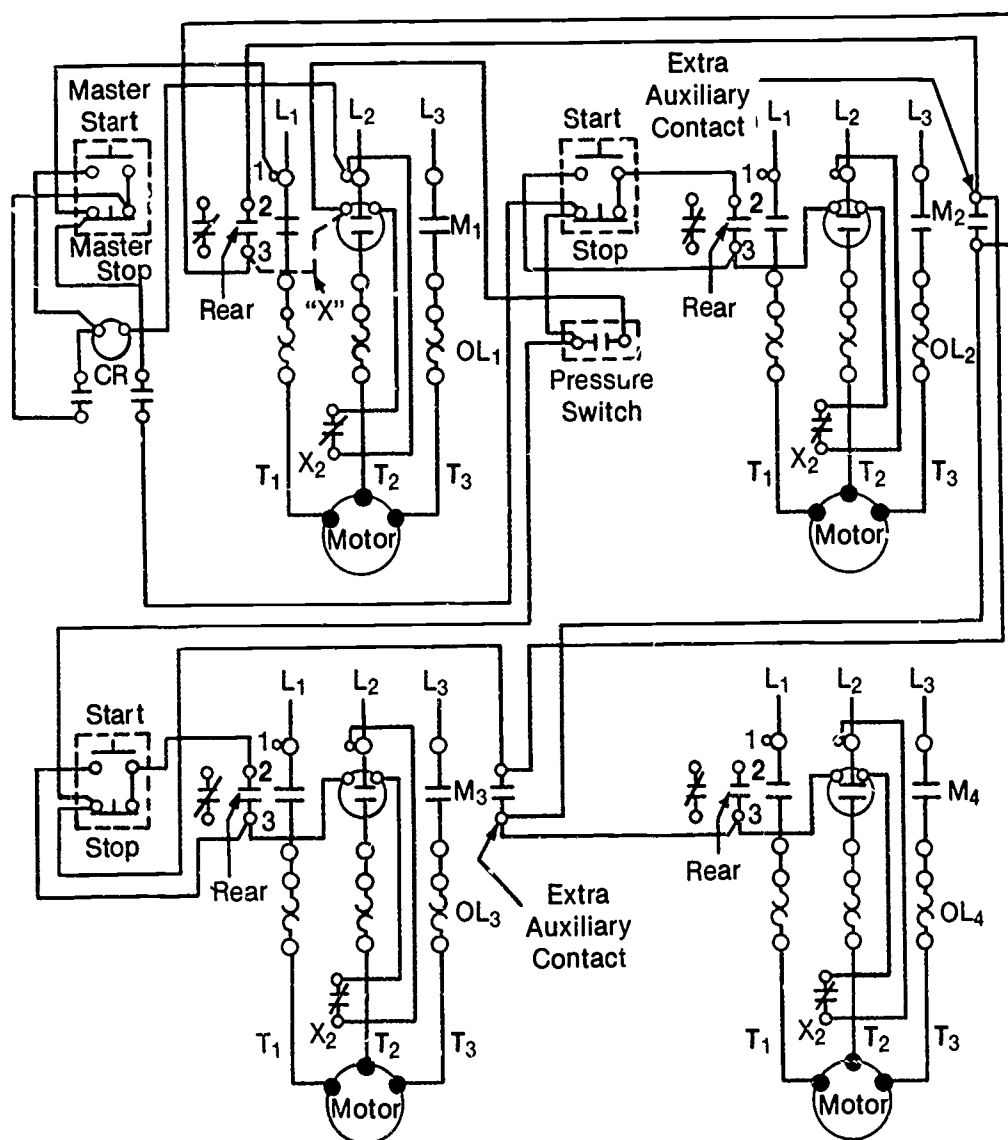 Master
Start
Master
Stop
CR
L1
L2
L3
1
2
3
Rear
"X"
M1
OL1
X2
T1
T2
T3
Motor
Start
Stop
Pressure
Switch
Extra
Auxiliary
Contact
L1
L2
L3
1
2
3
Rear
M2
OL2
X2
T1
T2
T3
Motor
Start
Stop
L1
L2
L3
1
2
3
Rear
M3
OL3
X2
T1
T2
T3
Motor
Extra
Auxiliary
Contact
L1
L2
L3
1
2
3
Rear
M4
OL4
X2
T1
T2
T3
Motor